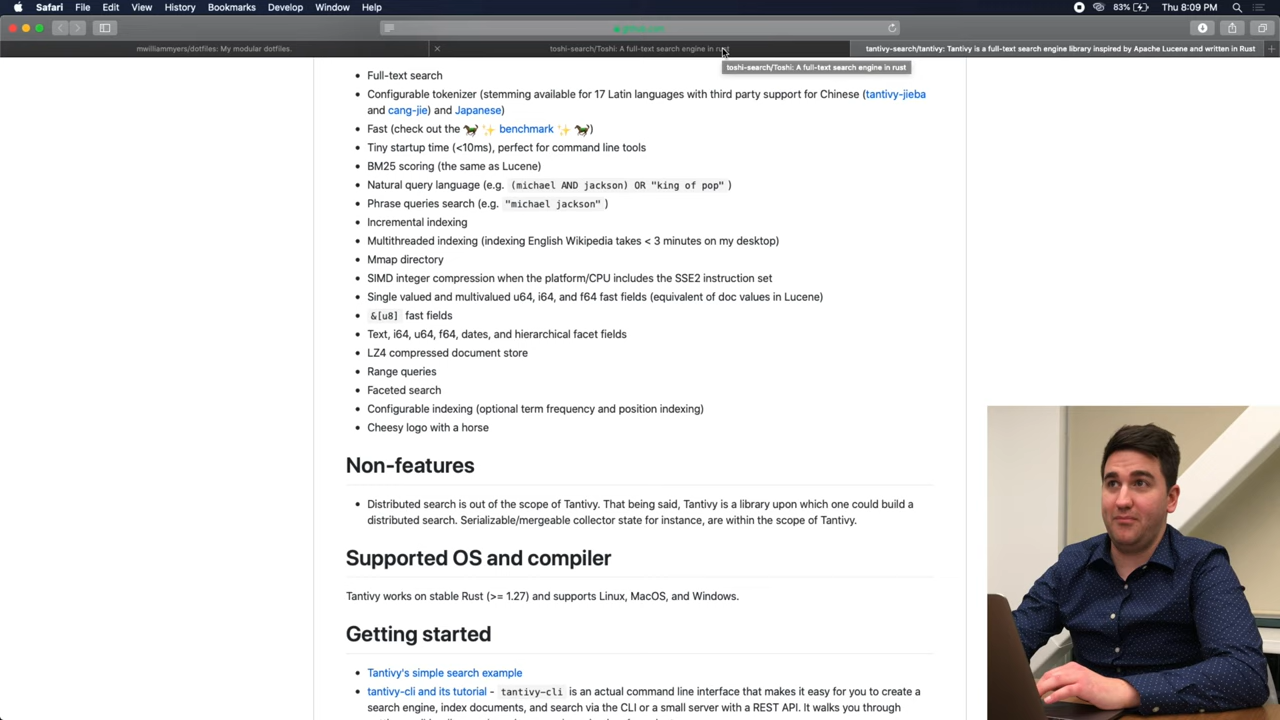 Safari File Edit View History Bookmarks Develop Window Help 83% Thu 8:09 PM
mwilliammyers/dotfiles: My modular dotfiles.
toshi-search/Toshi: A full-text search engine in rust
tantivy-search/tantivy: Tantivy is a full-text search engine library inspired by Apache Lucene and written in Rust
toshi-search/Toshi: A full-text search engine in rust
• Full-text search
• Configurable tokenizer (stemming available for 17 Latin languages with third party support for Chinese (tantivy-jieba
and cang-jie) and Japanese)
• Fast (check out the 🐎 ✨ benchmark ✨ 🐎)
• Tiny startup time (<10ms), perfect for command line tools
• BM25 scoring (the same as Lucene)
• Natural query language (e.g. (michael AND jackson) OR "king of pop" )
• Phrase queries search (e.g. "michael jackson" )
• Incremental indexing
• Multithreaded indexing (indexing English Wikipedia takes < 3 minutes on my desktop)
• Mmap directory
• SIMD integer compression when the platform/CPU includes the SSE2 instruction set
• Single valued and multivalued u64, i64, and f64 fast fields (equivalent of doc values in Lucene)
• &[u8] fast fields
• Text, i64, u64, f64, dates, and hierarchical facet fields
• LZ4 compressed document store
• Range queries
• Faceted search
• Configurable indexing (optional term frequency and position indexing)
• Cheesy logo with a horse
Non-features
• Distributed search is out of the scope of Tantivy. That being said, Tantivy is a library upon which one could build a
distributed search. Serializable/mergeable collector state for instance, are within the scope of Tantivy.
Supported OS and compiler
Tantivy works on stable Rust (>= 1.27) and supports Linux, MacOS, and Windows.
Getting started
• Tantivy's simple search example
• tantivy-cli and its tutorial - tantivy-cli is an actual command line interface that makes it easy for you to create a
search engine, index documents, and search via the CLI or a small server with a REST API. It walks you through